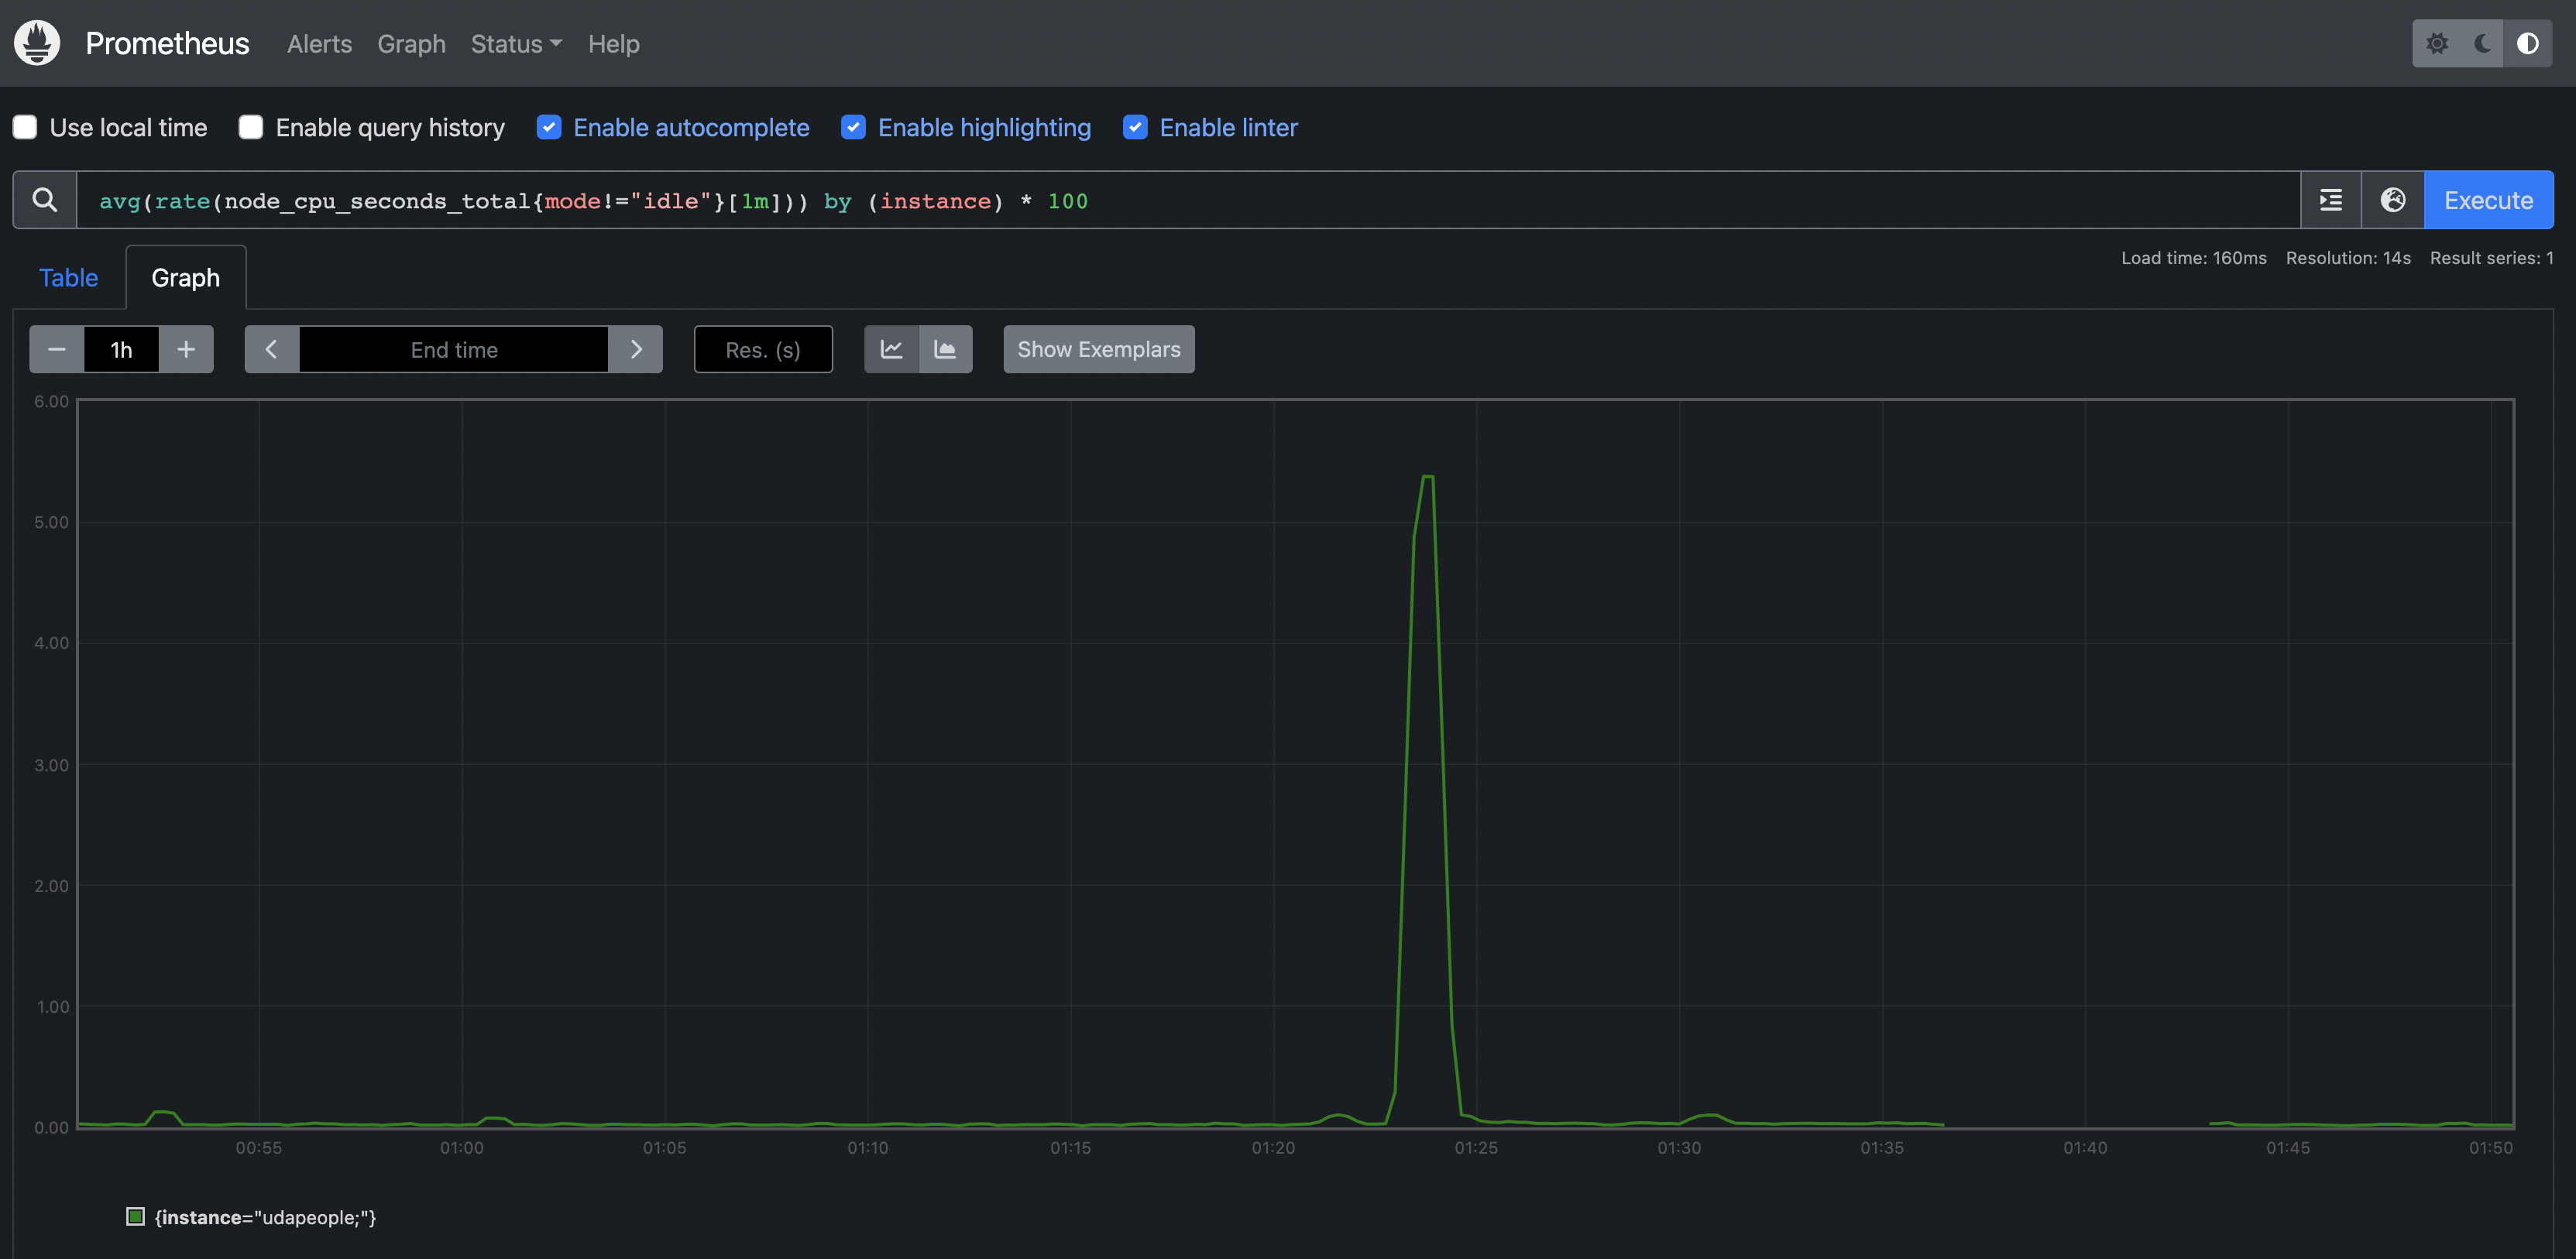 Prometheus Alerts Graph Status Help
Use local time Enable query history Enable autocomplete Enable highlighting Enable linter
avg(rate(node_cpu_seconds_total{mode!="idle"}[1m])) by (instance) * 100 Execute
Load time: 160ms Resolution: 14s Result series: 1
Table Graph
1h End time Res. (s) Show Exemplars
6.00
5.00
4.00
3.00
2.00
1.00
0.00
00:55 01:00 01:05 01:10 01:15 01:20 01:25 01:30 01:35 01:40 01:45 01:50
{instance="udapeople;"}